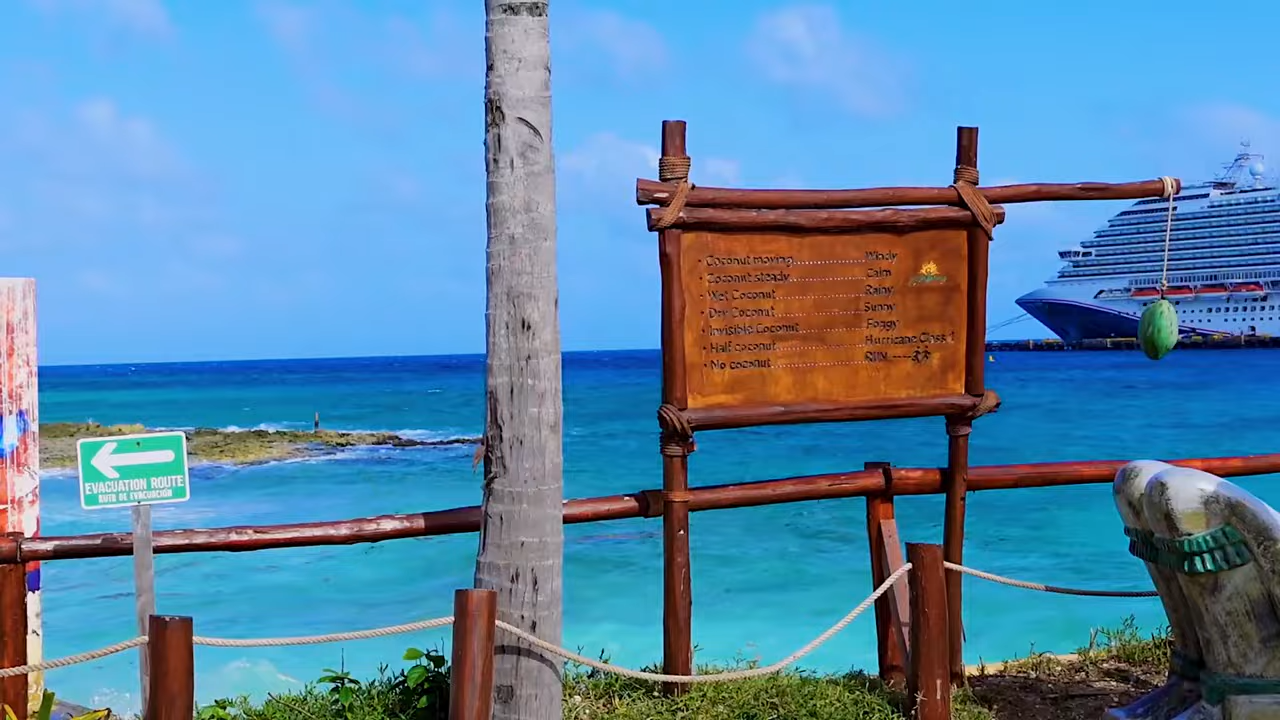 EVACUATION ROUTE
RUTA DE EVACUACIÓN
• Coconut moving..................Windy
• Coconut steady..................Calm
• Wet Coconut..................Rainy
• Dry Coconut..................Sunny
• Invisible Coconut..................Foggy
• Half coconut..................Hurricane Class 1
• No coconut..................RUN ----